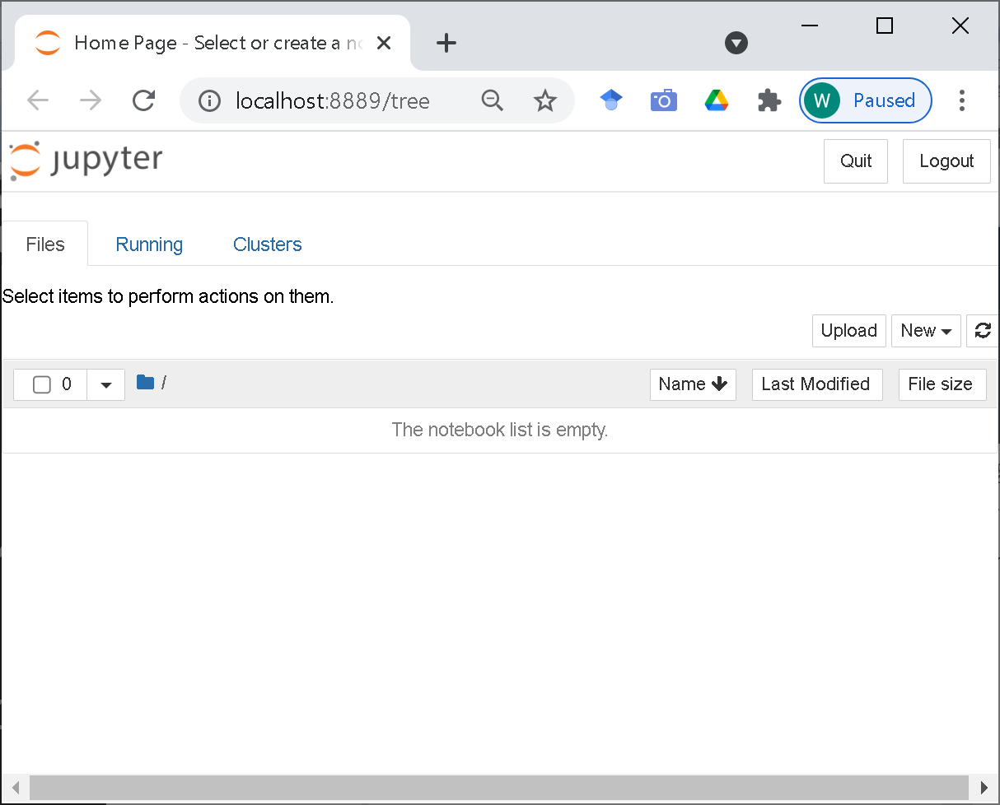 Home Page - Select or create a no
localhost:8889/tree
W Paused
jupyter
Quit Logout
Files Running Clusters
Select items to perform actions on them.
Upload New
0 / Name Last Modified File size
The notebook list is empty.